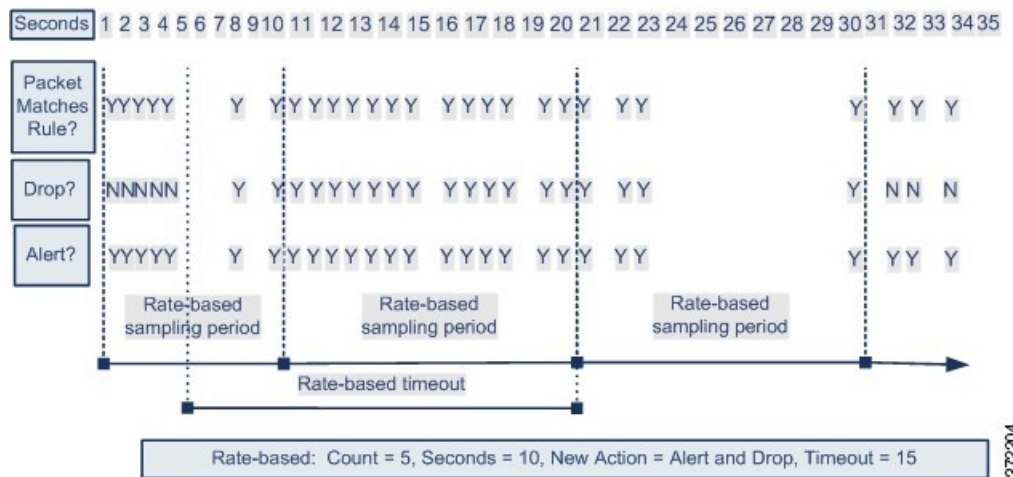 Seconds 1 2 3 4 5 6 7 8 9 10 11 12 13 14 15 16 17 18 19 20 21 22 23 24 25 26 27 28 29 30 31 32 33 34 35
Packet
Matches
Rule?
YYYYY Y Y Y Y Y Y Y Y Y Y Y Y Y Y Y Y Y Y Y Y Y Y
Drop?
NNNNN Y Y Y Y Y Y Y Y Y Y Y Y Y Y Y Y Y Y Y N N N
Alert?
YYYYY Y Y Y Y Y Y Y Y Y Y Y Y Y Y Y Y Y Y Y Y Y Y
Rate-based
sampling period
Rate-based
sampling period
Rate-based
sampling period
Rate-based timeout
Rate-based: Count = 5, Seconds = 10, New Action = Alert and Drop, Timeout = 15